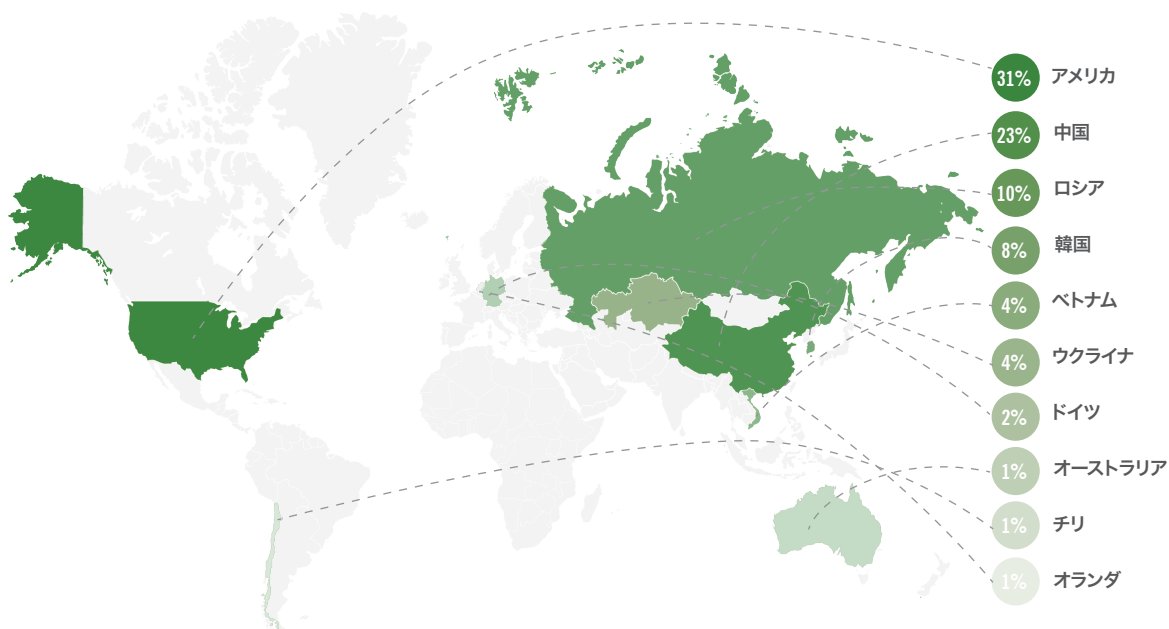 31% アメリカ
23% 中国
10% ロシア
8% 韓国
4% ベトナム
4% ウクライナ
2% ドイツ
1% オーストラリア
1% チリ
1% オランダ